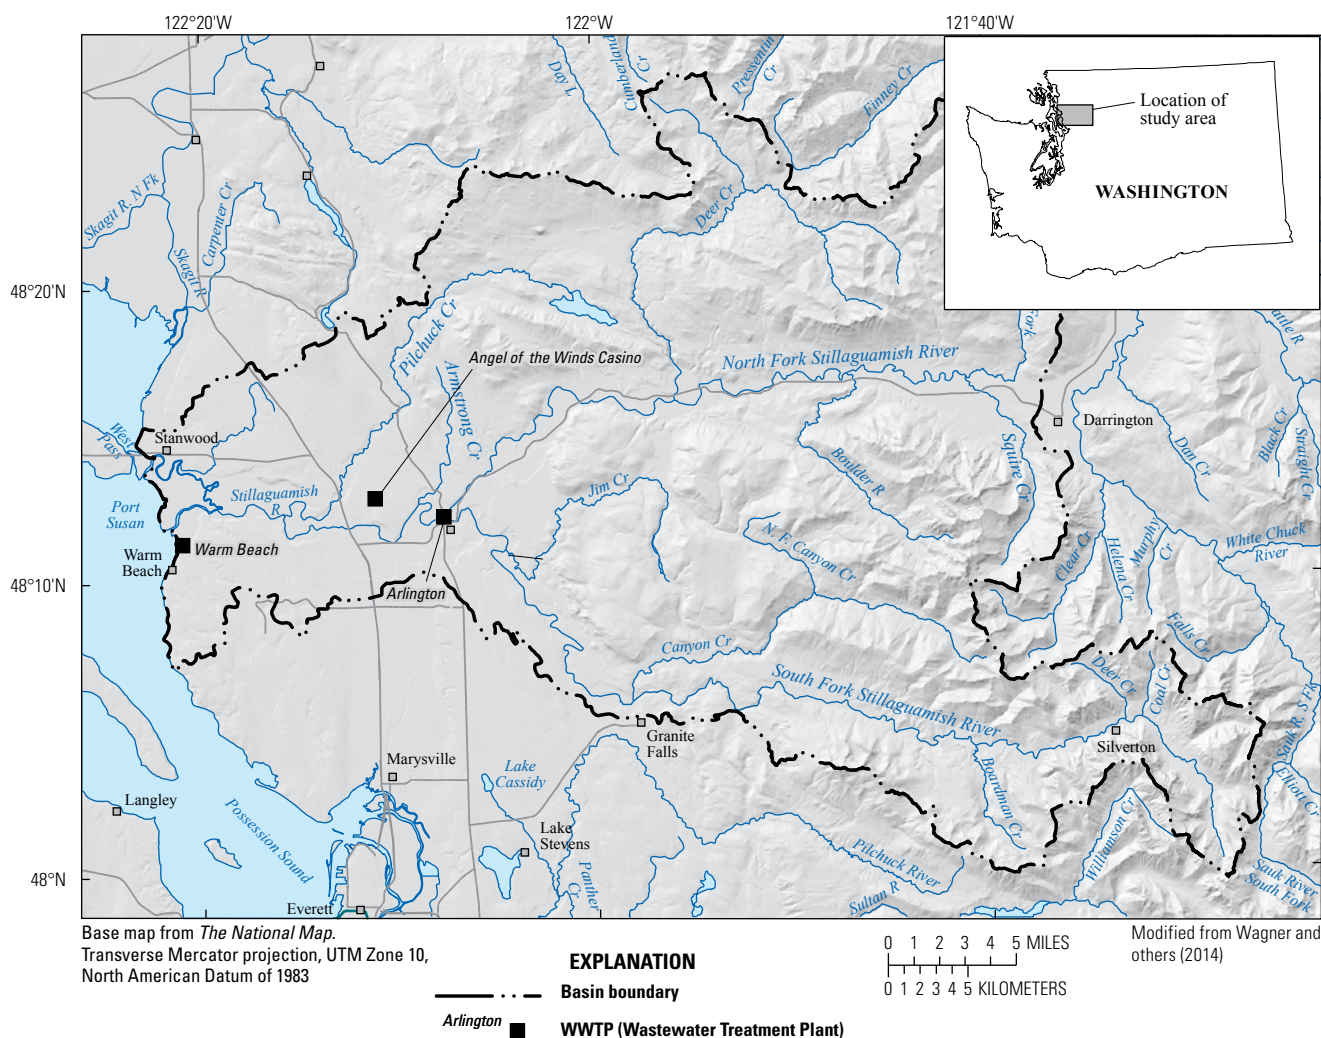 122°20'W
122°W
121°40'W
48°20'N
48°10'N
48°N
Day L
Cumberland
Cr
Pressentin
Cr
Finney Cr
Location of
study area
WASHINGTON
Skagit R. N Fk
Carpenter Cr
Skagit R
Deer Cr
Pilchuck Cr
Angel of the Winds Casino
Armstrong Cr
North Fork Stillaguamish River
Fork
attle R
Darrington
Dan Cr
Black Cr
Straight Cr
Squire Cr
Boulder R
Jim Cr
West
Pass
Stanwood
Stillaguamish
R
Port
Susan
Warm Beach
Warm
Beach
Arlington
N. F. Canyon Cr
Clear Cr
Helena Cr
Murphy
Cr
White Chuck
River
Falls Cr
Canyon Cr
South Fork Stillaguamish River
Deer Cr
Coal Cr
Sauk R. S Fk
Silverton
Elliott Cr
Granite
Falls
Boardman Cr
Williamson Cr
Marysville
Lake
Cassidy
Langley
Possession Sound
Lake
Stevens
Panther
Cr
Pilchuck River
Sultan R
Sauk River
South Fork
Everett
Base map from The National Map.
Transverse Mercator projection, UTM Zone 10,
North American Datum of 1983
0 1 2 3 4 5 MILES
0 1 2 3 4 5 KILOMETERS
Modified from Wagner and
others (2014)
EXPLANATION
Basin boundary
Arlington
WWTP (Wastewater Treatment Plant)